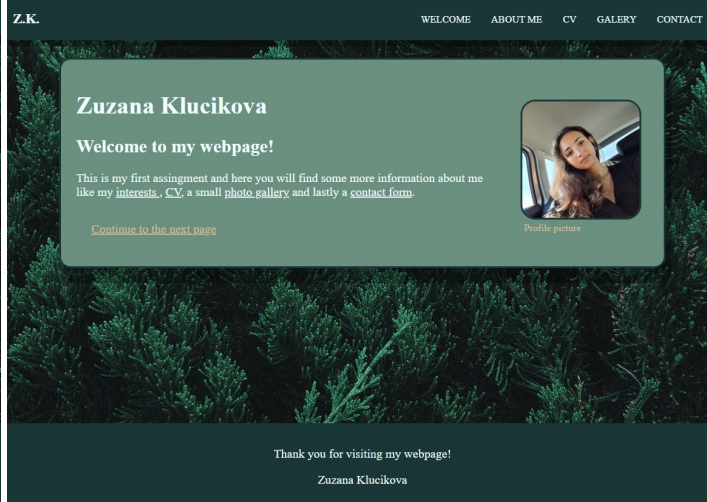 Z.K.
WELCOME ABOUT ME CV GALERY CONTACT
Zuzana Klucikova
Welcome to my webpage!
This is my first assingment and here you will find some more information about me
like my interests , CV, a small photo gallery and lastly a contact form.
Continue to the next page
Profile picture
Thank you for visiting my webpage!
Zuzana Klucikova